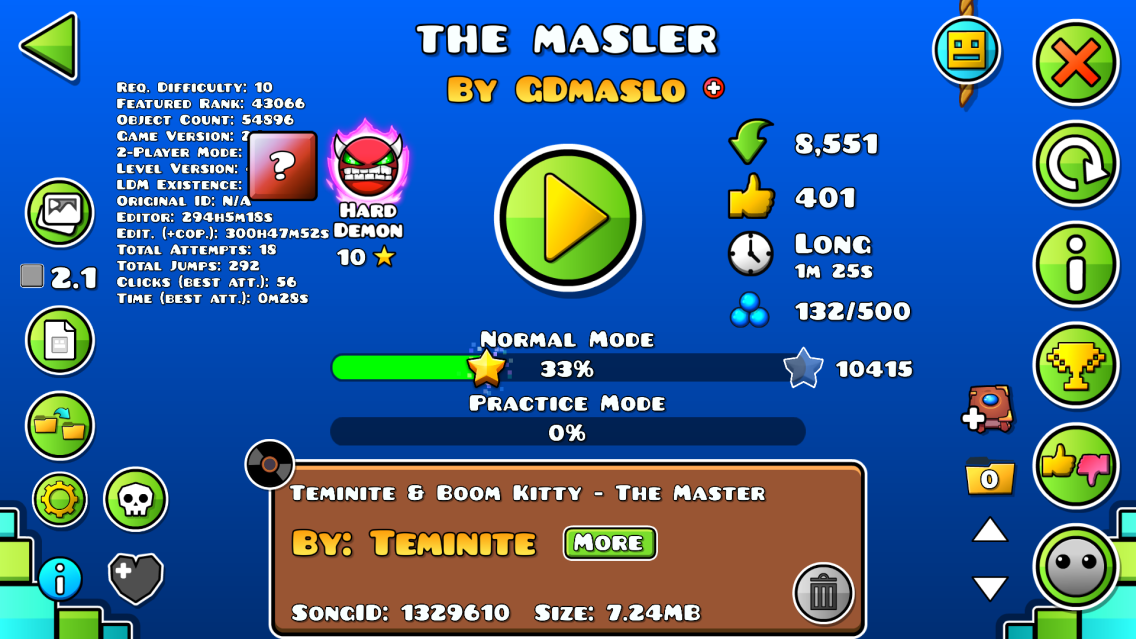 THE MASLER
BY GDMASLO
REQ. DIFFICULTY: 10
FEATURED RANK: 43066
OBJECT COUNT: 54896
GAME VERSION:
2-PLAYER MODE:
LEVEL VERSION:
LDM EXISTENCE:
ORIGINAL ID: N/A
EDITOR: 294H5M18S
EDIT. (+COP.): 300H47M52S
TOTAL ATTEMPTS: 18
TOTAL JUMPS: 292
CLICKS (BEST ATT.): 56
TIME (BEST ATT.): 0M28S
?
HARD
DEMON
10
8,551
401
LONG
1M 25S
132/500
2.1
NORMAL MODE
33%
10415
PRACTICE MODE
0%
TEMINITE & BOOM KITTY - THE MASTER
BY: TEMINITE MORE
SONGID: 1329610 SIZE: 7.24MB
0